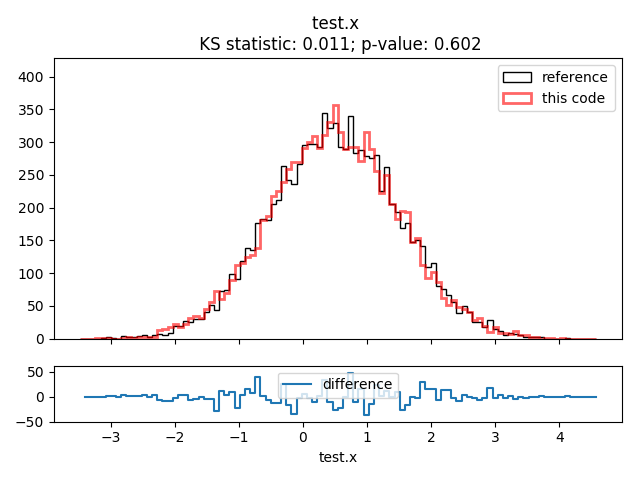 test.x
KS statistic: 0.011; p-value: 0.602
400
350
300
250
200
150
100
50
0
reference
this code
50
0
−50
difference
−3 −2 −1 0 1 2 3 4
test.x